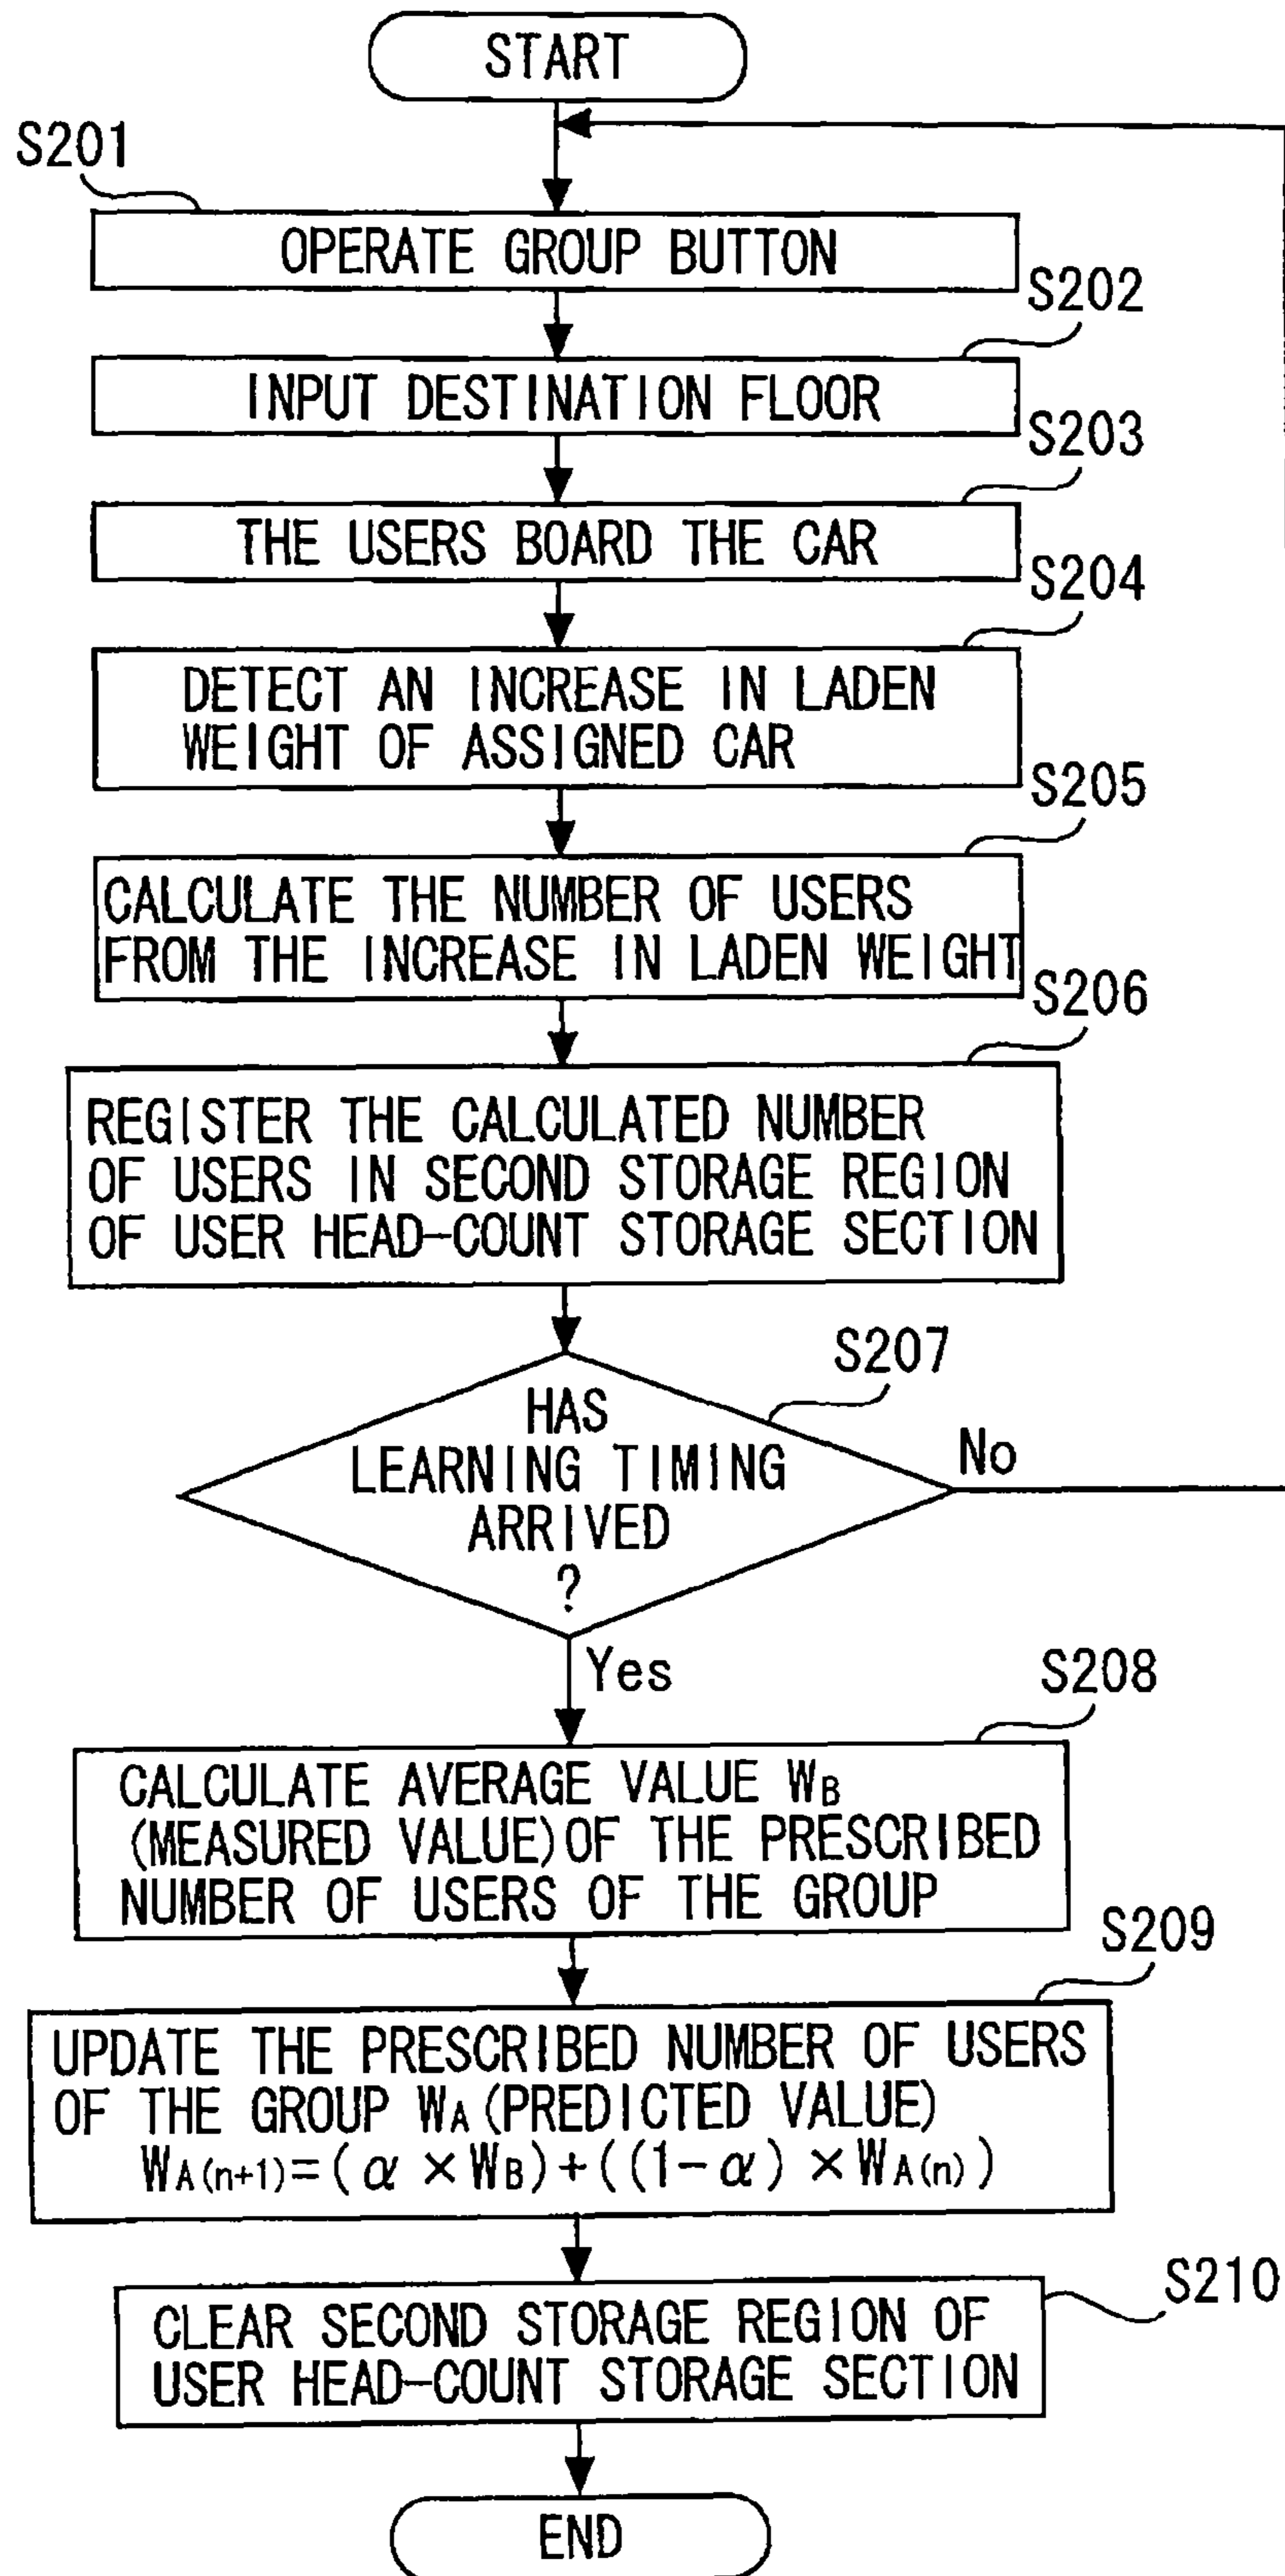 START
S201
OPERATE GROUP BUTTON
S202
INPUT DESTINATION FLOOR
S203
THE USERS BOARD THE CAR
S204
DETECT AN INCREASE IN LADEN
WEIGHT OF ASSIGNED CAR
S205
CALCULATE THE NUMBER OF USERS
FROM THE INCREASE IN LADEN WEIGHT
S206
REGISTER THE CALCULATED NUMBER
OF USERS IN SECOND STORAGE REGION
OF USER HEAD-COUNT STORAGE SECTION
S207
HAS
LEARNING TIMING
ARRIVED
?
No
Yes
S208
CALCULATE AVERAGE VALUE WB
(MEASURED VALUE) OF THE PRESCRIBED
NUMBER OF USERS OF THE GROUP
S209
UPDATE THE PRESCRIBED NUMBER OF USERS
OF THE GROUP WA (PREDICTED VALUE)
WA(n+1)=(α × WB)+((1-α) × WA(n))
S210
CLEAR SECOND STORAGE REGION OF
USER HEAD-COUNT STORAGE SECTION
END